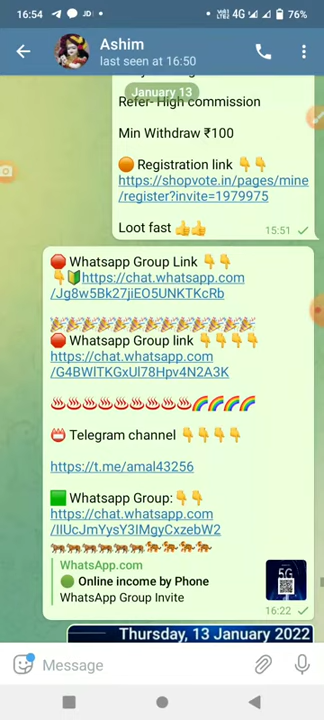 16:54
JD:
4G
76%
Ashim
last seen at 16:50
January 13
Refer- High commission
Min Withdraw ₹100
🟠 Registration link 👇👇
https://shopvote.in/pages/mine
/register?invite=1979975
Loot fast 👍👍
15:51
🔴 Whatsapp Group Link 👇👇
👇🔰https://chat.whatsapp.com
/Jg8w5Bk27jiEO5UNKTKcRb
🎉🎉🎉🎉🎉🎉🎉🎉🎉🎉🎉🎉🎉
🛑 Whatsapp Group link 👇👇👇👇
https://chat.whatsapp.com
/G4BWlTKGxUl78Hpv4N2A3K
♨️♨️♨️♨️♨️♨️♨️♨️♨️🌈🌈🌈🌈
📛 Telegram channel 👇👇👇👇
https://t.me/amal43256
🟩 Whatsapp Group:👇👇
https://chat.whatsapp.com
/IIUcJmYysY3IMgyCxzebW2
🐅🐅🐅🐅🐅🐅🐅🐅🐅🐅
WhatsApp.com
🟢 Online income by Phone
WhatsApp Group Invite
5G
16:22
Thursday, 13 January 2022
Message